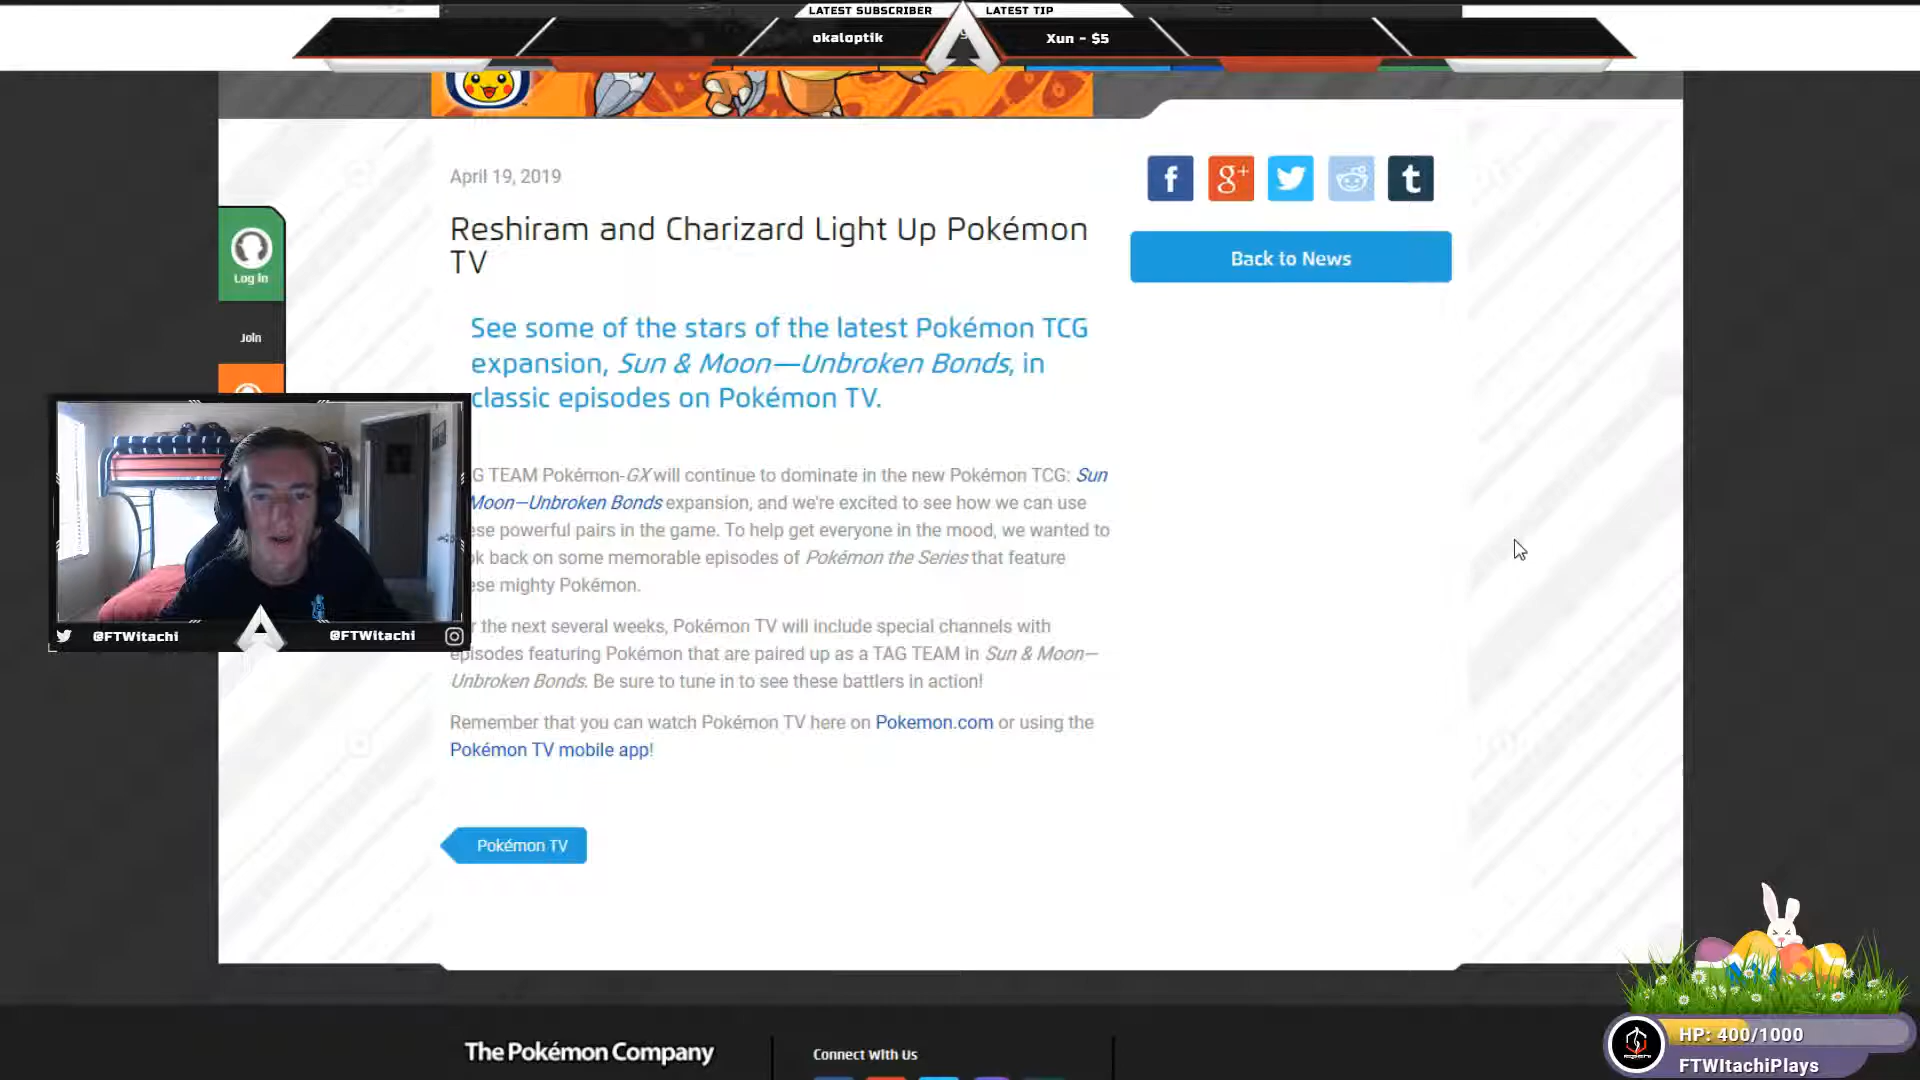 LATEST SUBSCRIBER
LATEST TIP
okaloptik
Xun - $5
April 19, 2019
Reshiram and Charizard Light Up Pokémon
TV
Log in
Join
Back to News
See some of the stars of the latest Pokémon TCG
expansion, Sun & Moon—Unbroken Bonds, in
classic episodes on Pokémon TV.
G TEAM Pokémon-GX will continue to dominate in the new Pokémon TCG: Sun
Moon—Unbroken Bonds expansion, and we're excited to see how we can use
ese powerful pairs in the game. To help get everyone in the mood, we wanted to
k back on some memorable episodes of Pokémon the Series that feature
ese mighty Pokémon.
r the next several weeks, Pokémon TV will include special channels with
episodes featuring Pokémon that are paired up as a TAG TEAM in Sun & Moon—
Unbroken Bonds. Be sure to tune in to see these battlers in action!
Remember that you can watch Pokémon TV here on Pokemon.com or using the
Pokémon TV mobile app!
@FTWitachi
@FTWitachi
Pokémon TV
The Pokémon Company
Connect With Us
HP: 400/1000
FTWItachiPlays